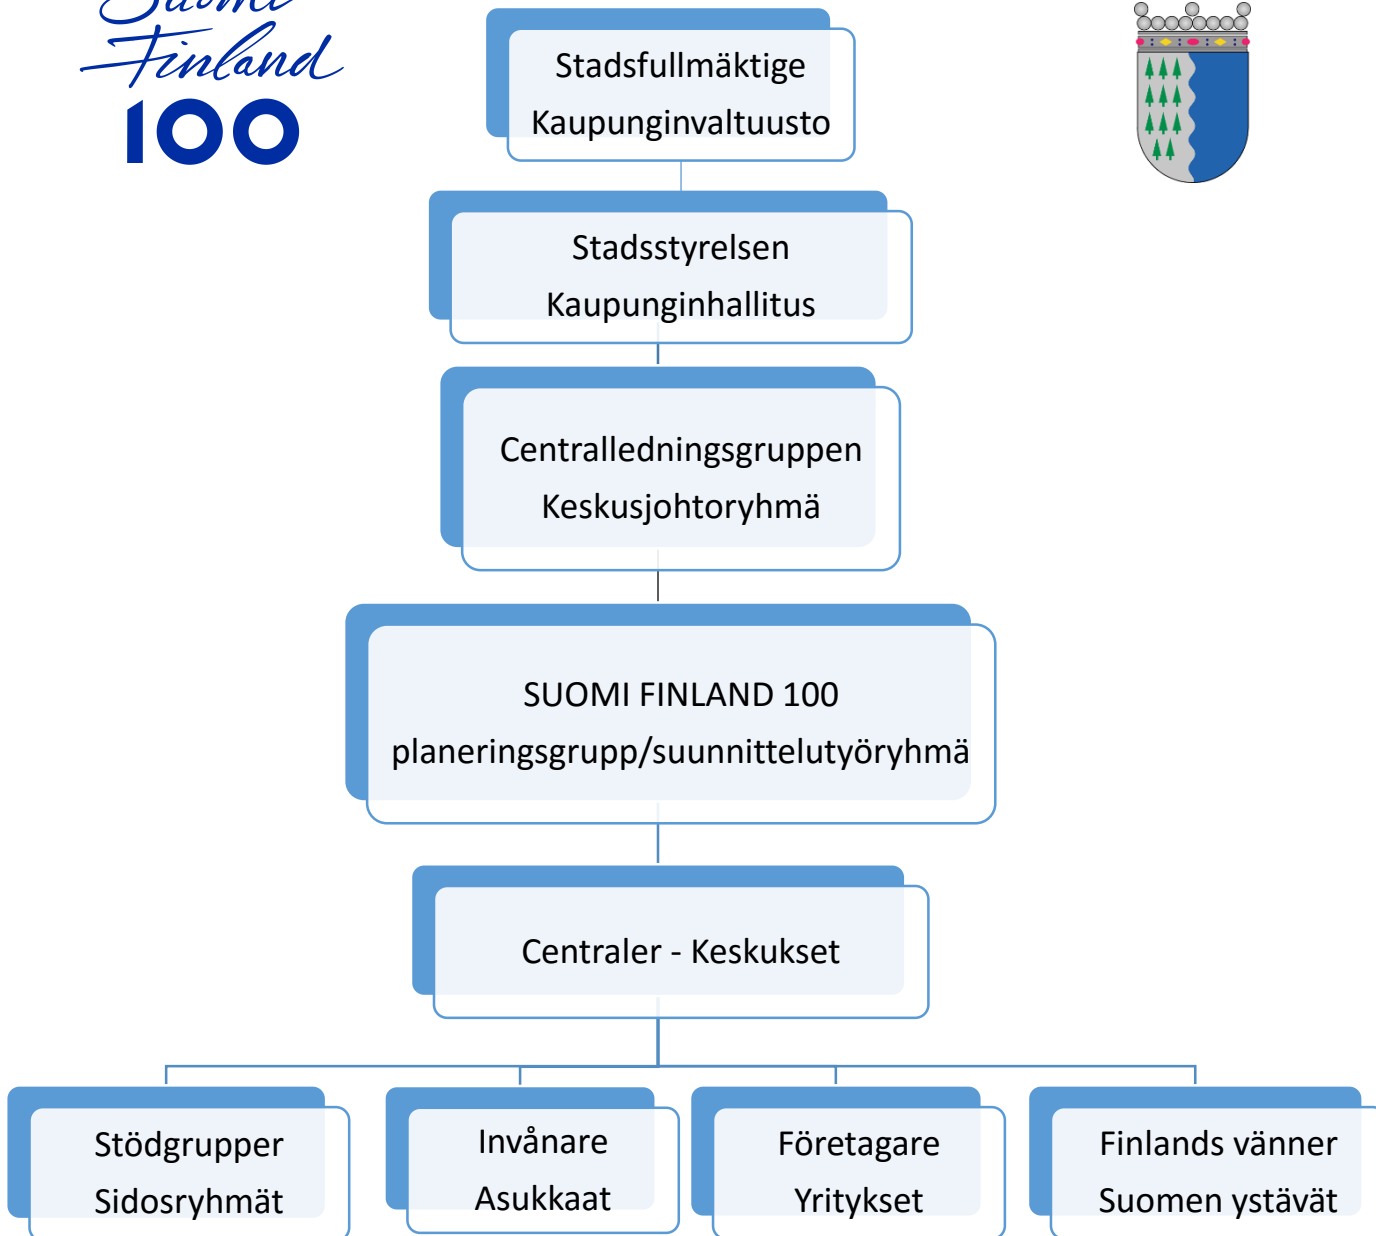 Suomi
Finland
100
Stadsfullmäktige
Kaupunginvaltuusto
Stadsstyrelsen
Kaupunginhallitus
Centralledningsgruppen
Keskusjohtoryhmä
SUOMI FINLAND 100
planeringsgrupp/suunnittelutyöryhmä
Centraler - Keskukset
Stödgrupper
Sidosryhmät
Invånare
Asukkaat
Företagare
Yritykset
Finlands vänner
Suomen ystävät